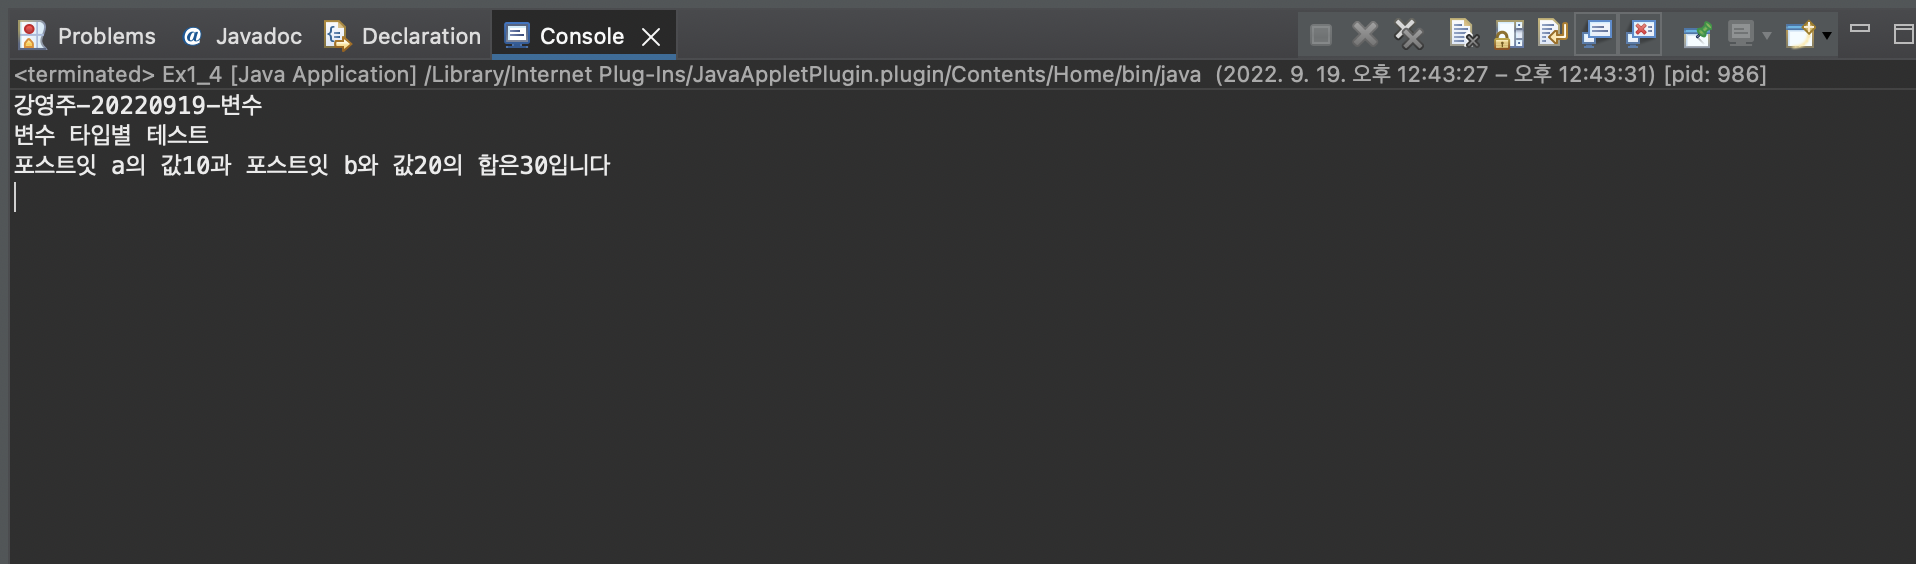 Problems @ Javadoc Declaration Console
<terminated> Ex1_4 [Java Application] /Library/Internet Plug-Ins/JavaAppletPlugin.plugin/Contents/Home/bin/java (2022. 9. 19. 오후 12:43:27 – 오후 12:43:31) [pid: 986]
강영주-20220919-변수
변수 타입별 테스트
포스트잇 a의 값10과 포스트잇 b와 값20의 합은30입니다